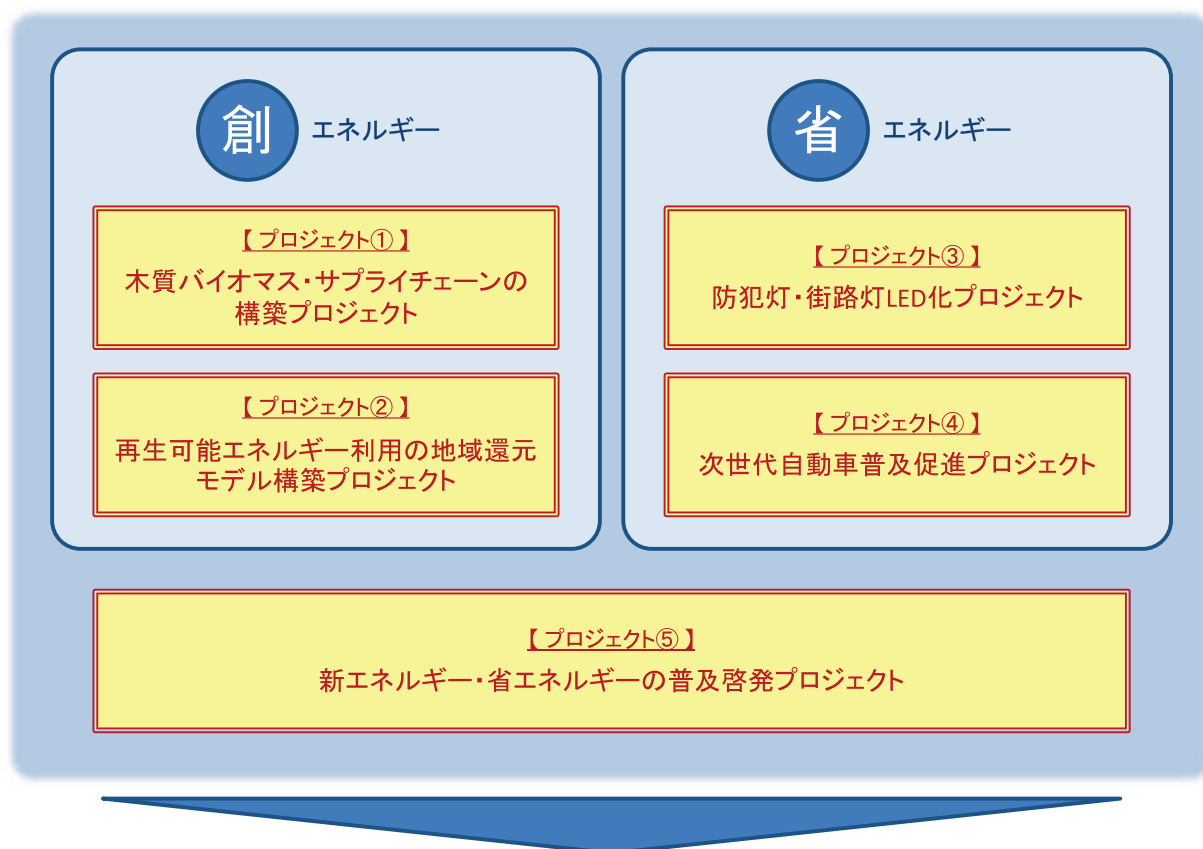 創 エネルギー
【 プロジェクト① 】
木質バイオマス・サプライチェーンの
構築プロジェクト
【 プロジェクト② 】
再生可能エネルギー利用の地域還元
モデル構築プロジェクト
省 エネルギー
【 プロジェクト③ 】
防犯灯・街路灯LED化プロジェクト
【 プロジェクト④ 】
次世代自動車普及促進プロジェクト
【 プロジェクト⑤ 】
新エネルギー・省エネルギーの普及啓発プロジェクト